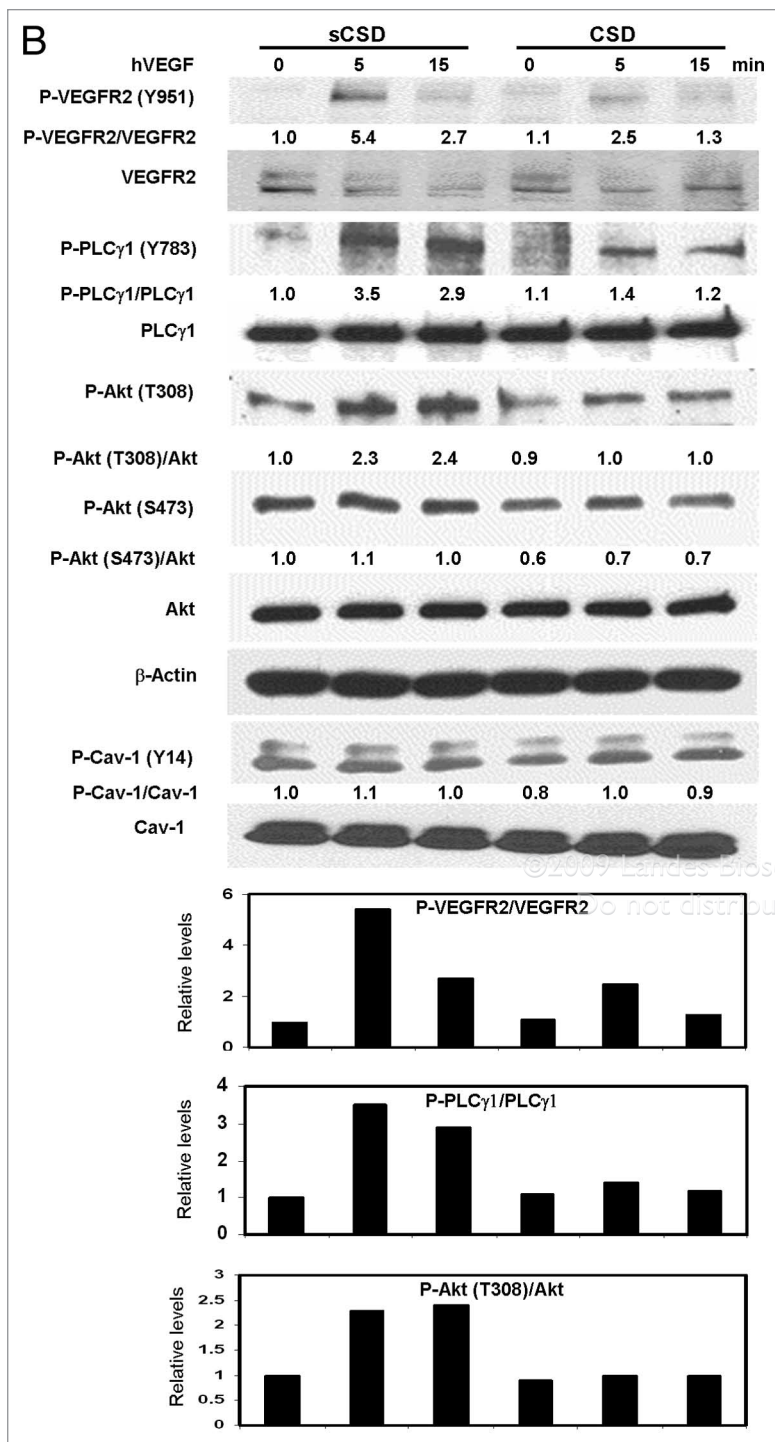 B
sCSD CSD
hVEGF 0 5 15 0 5 15 min
P-VEGFR2 (Y951)
P-VEGFR2/VEGFR2 1.0 5.4 2.7 1.1 2.5 1.3
VEGFR2
P-PLCγ1 (Y783)
P-PLCγ1/PLCγ1 1.0 3.5 2.9 1.1 1.4 1.2
PLCγ1
P-Akt (T308)
P-Akt (T308)/Akt 1.0 2.3 2.4 0.9 1.0 1.0
P-Akt (S473)
P-Akt (S473)/Akt 1.0 1.1 1.0 0.6 0.7 0.7
Akt
β-Actin
P-Cav-1 (Y14)
P-Cav-1/Cav-1 1.0 1.1 1.0 0.8 1.0 0.9
Cav-1
©2009 Landes Bios
Do not distribu
P-VEGFR2/VEGFR2
Relative levels
6
4
2
0
P-PLCγ1/PLCγ1
Relative levels
4
3
2
1
0
P-Akt (T308)/Akt
Relative levels
3
2.5
2
1.5
1
0.5
0